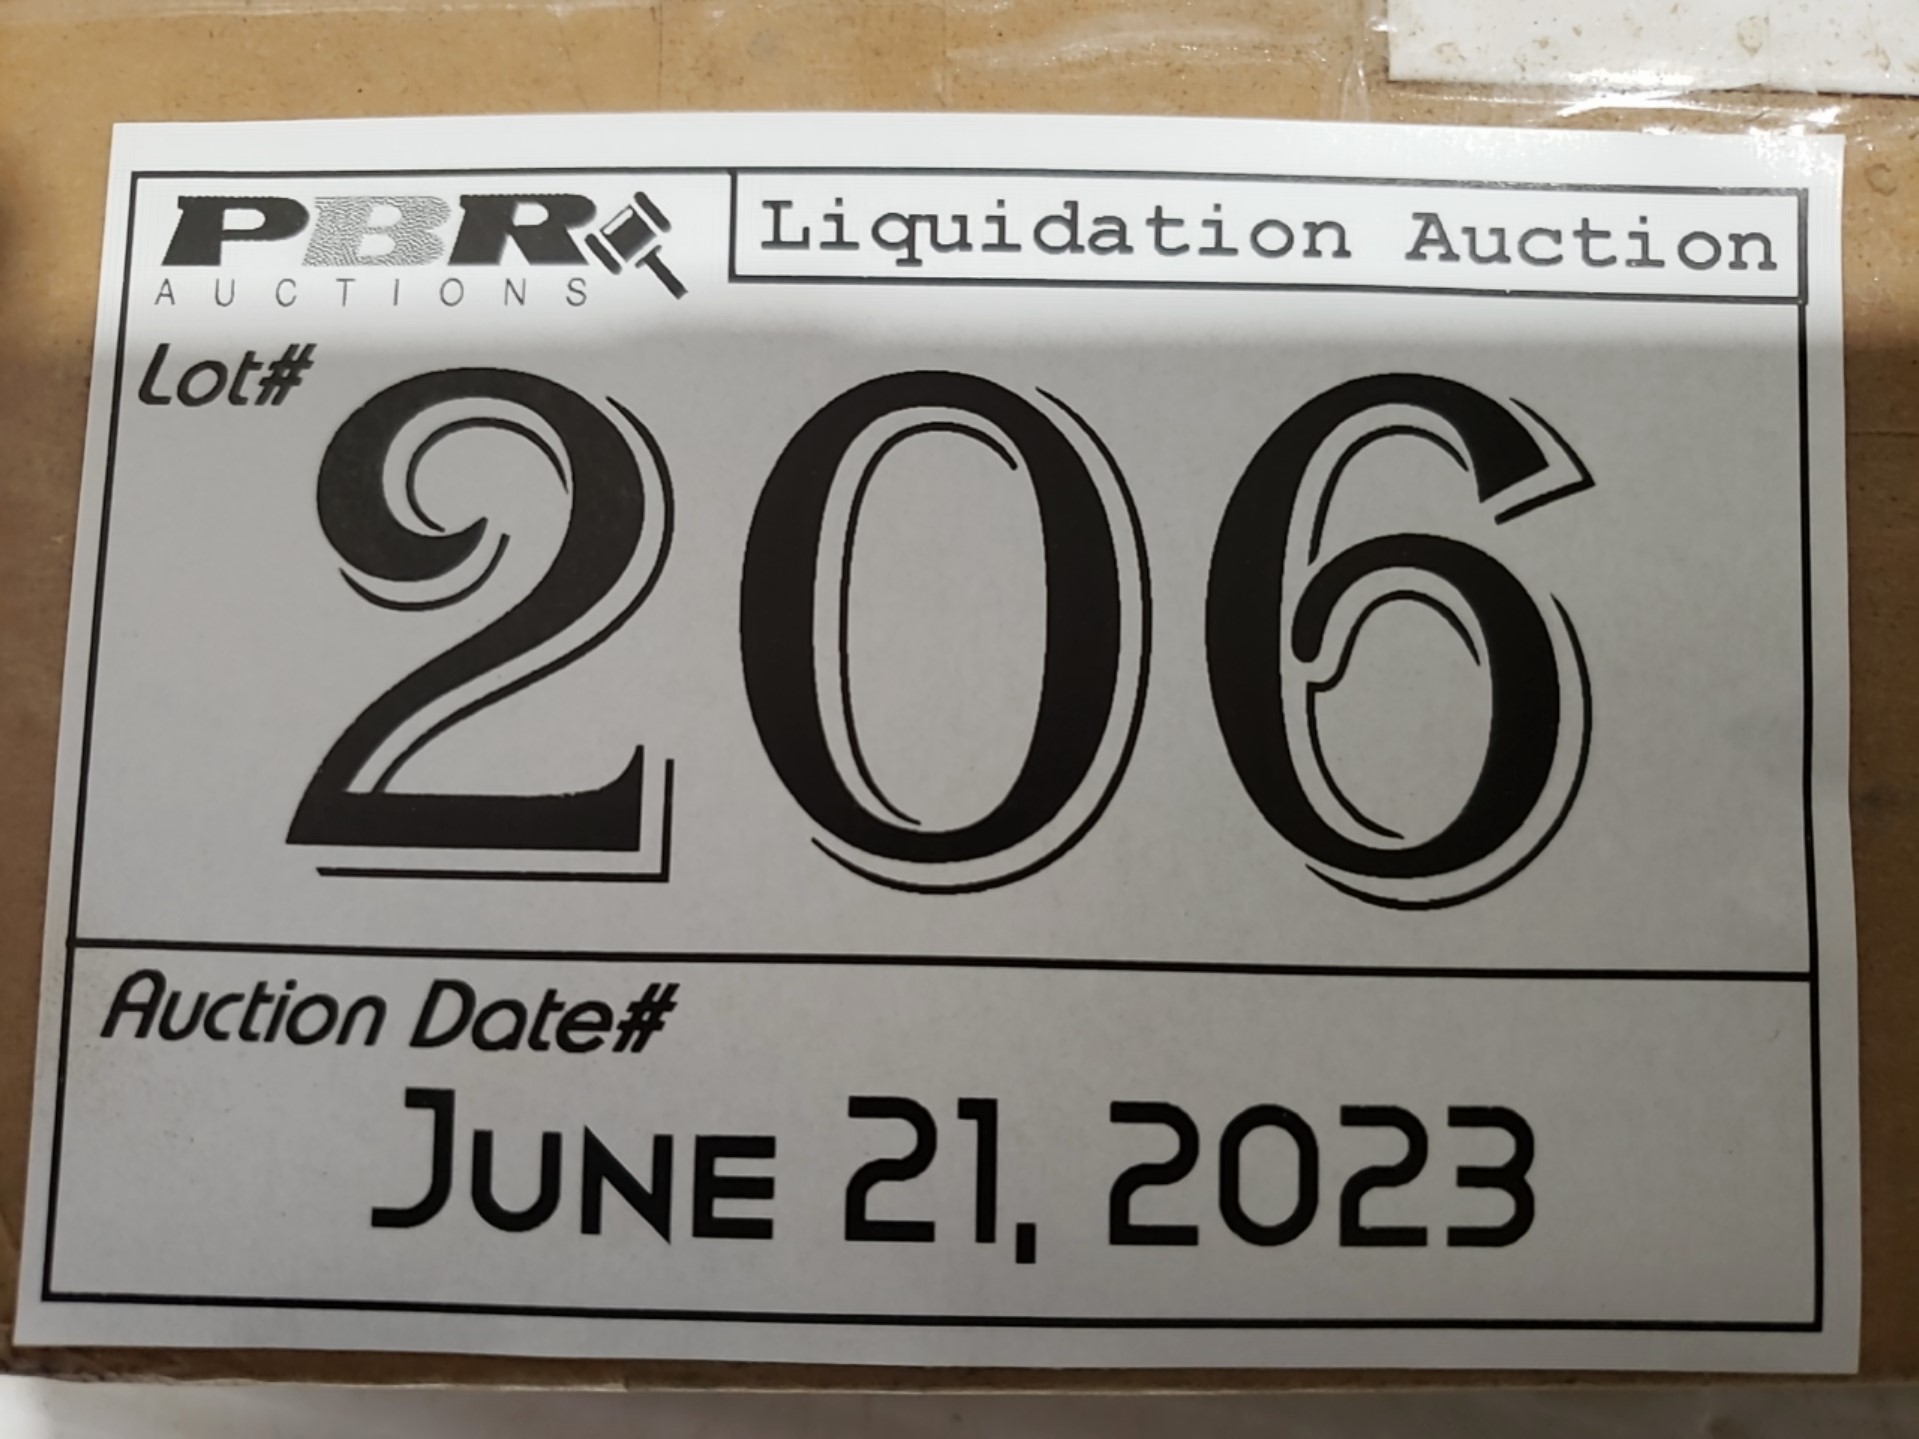 PBR
AUCTIONS
Liquidation Auction
Lot#
206
Auction Date#
JUNE 21, 2023